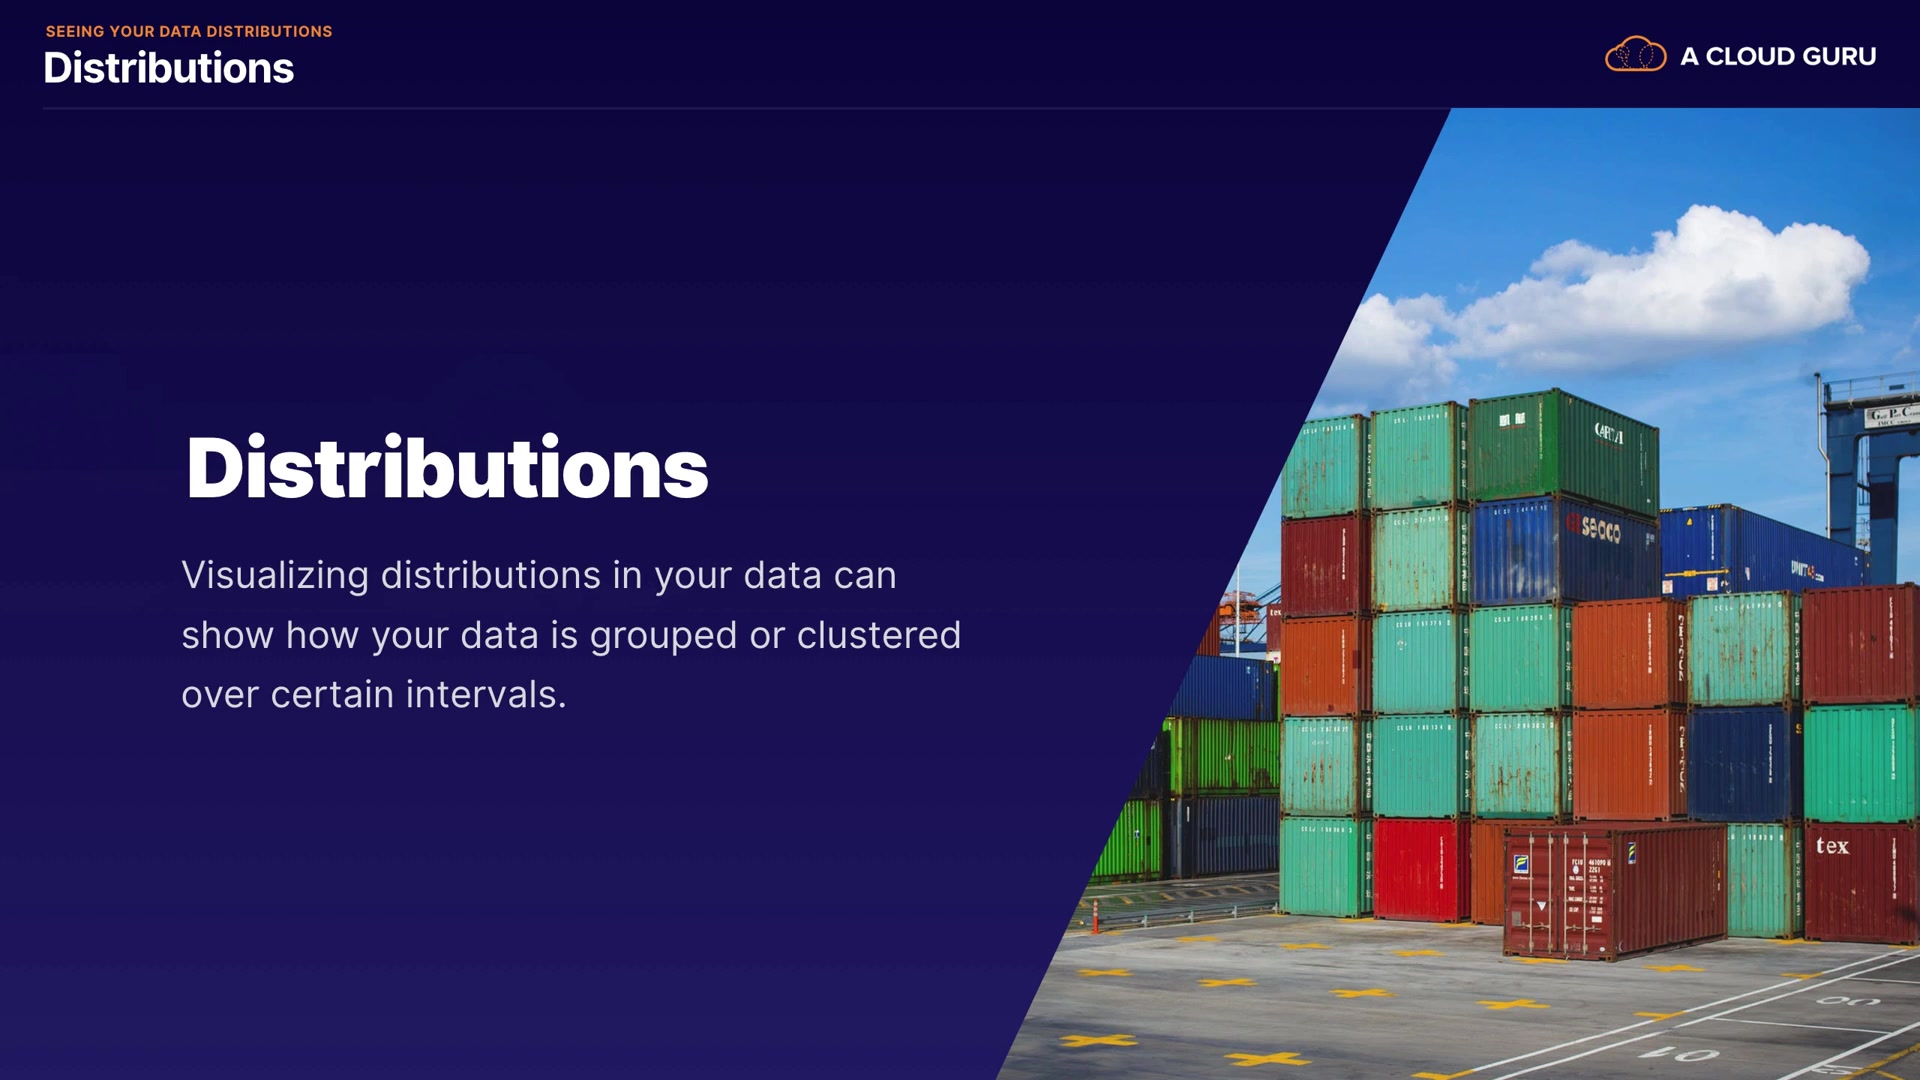 SEEING YOUR DATA DISTRIBUTIONS
Distributions
A CLOUD GURU
Distributions
Visualizing distributions in your data can
show how your data is grouped or clustered
over certain intervals.
seaco
tex